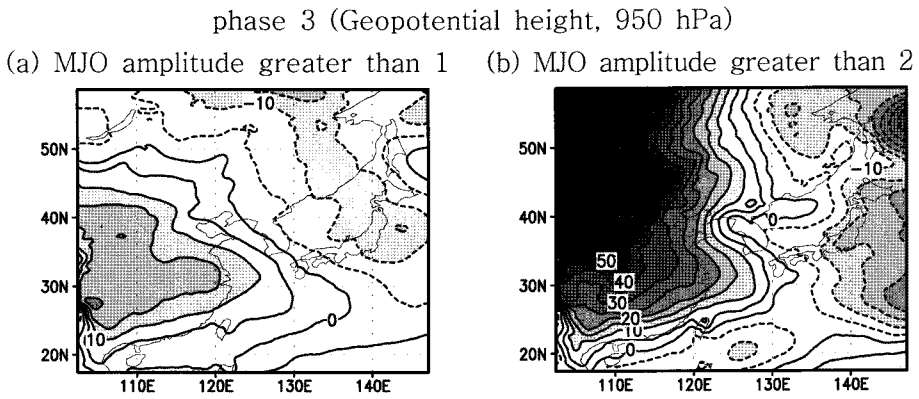 phase 3 (Geopotential height, 950 hPa)
(a) MJO amplitude greater than 1 (b) MJO amplitude greater than 2
-10
50N
40N
30N
20N
0
10
110E 120E 130E 140E
50N
40N
30N
20N
-10
0
50
40
30
20
10
0
110E 120E 130E 140E